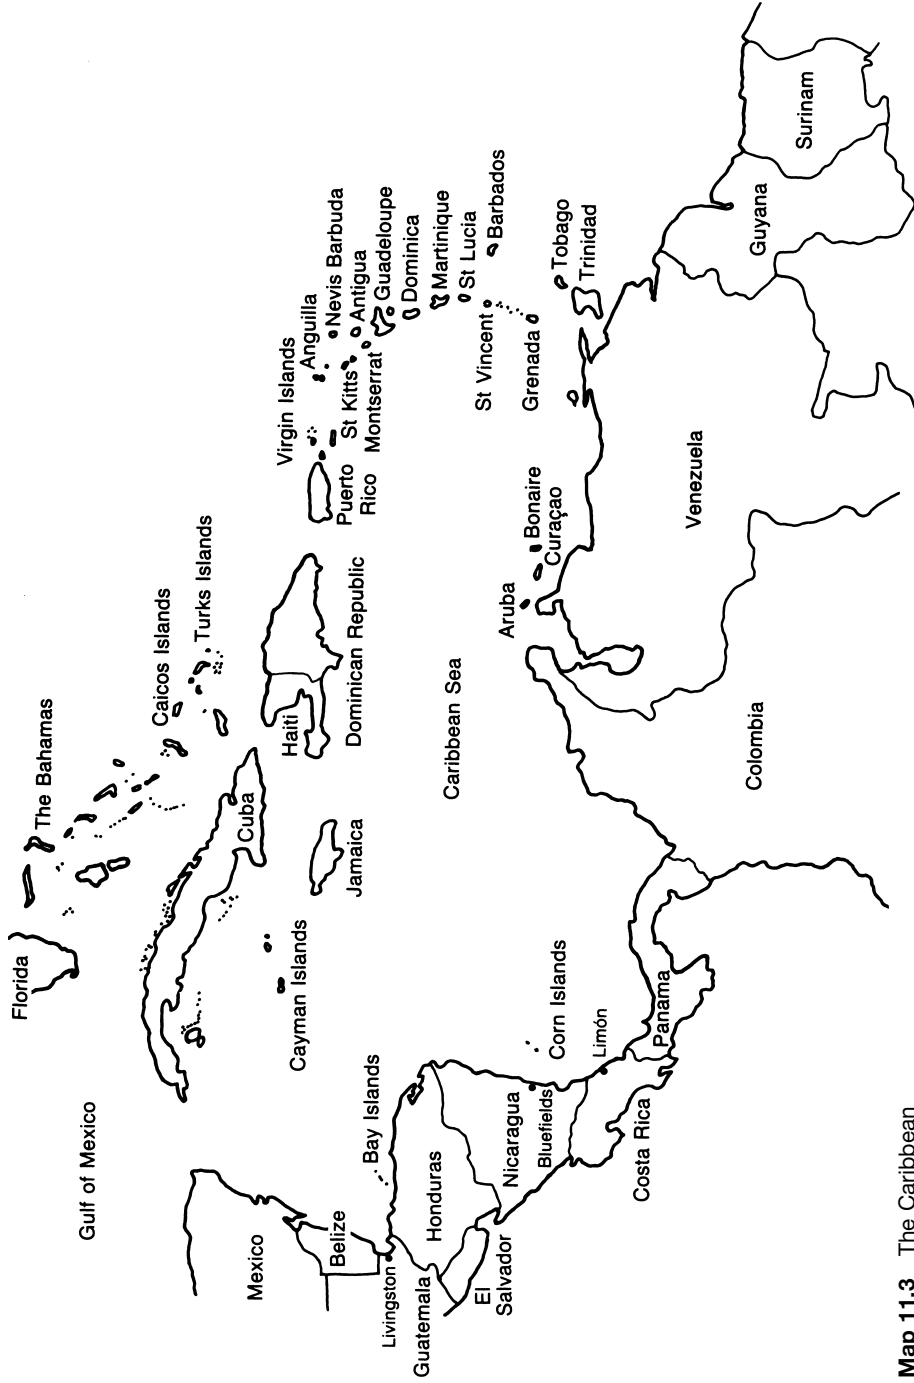 Gulf of Mexico
Florida
The Bahamas
Caicos Islands
Turks Islands
Cuba
Mexico
Belize
Cayman Islands
Jamaica
Haiti
Dominican Republic
Puerto
Rico
Virgin Islands
Anguilla
Nevis Barbuda
St Kitts
Antigua
Montserrat
Guadeloupe
Dominica
Martinique
St Lucia
St Vincent
Barbados
Grenada
Tobago
Trinidad
Bay Islands
Livingston
Guatemala
Honduras
El
Salvador
Nicaragua
Bluefields
Corn Islands
Limón
Costa Rica
Panama
Caribbean Sea
Aruba
Bonaire
Curaçao
Colombia
Venezuela
Guyana
Surinam
Map 11.3 The Caribbean